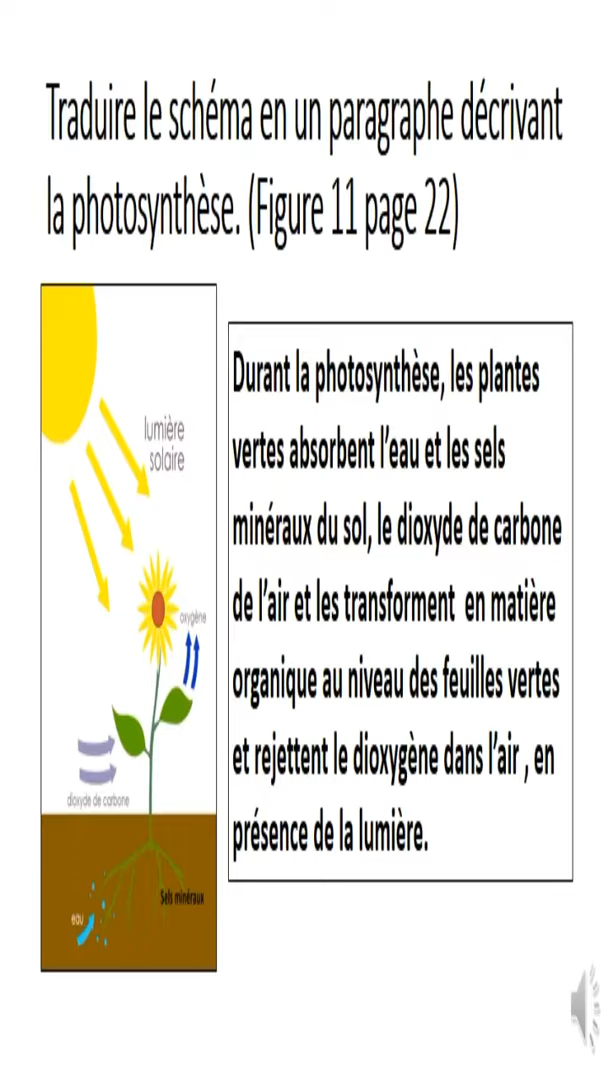 Traduire le schéma en un paragraphe décrivant
la photosynthèse. (Figure 11 page 22)
lumière
solaire
oxygène
dioxyde de carbone
Sels minéraux
eau
Durant la photosynthèse, les plantes
vertes absorbent l'eau et les sels
minéraux du sol, le dioxyde de carbone
de l'air et les transforment en matière
organique au niveau des feuilles vertes
et rejettent le dioxygène dans l'air , en
présence de la lumière.